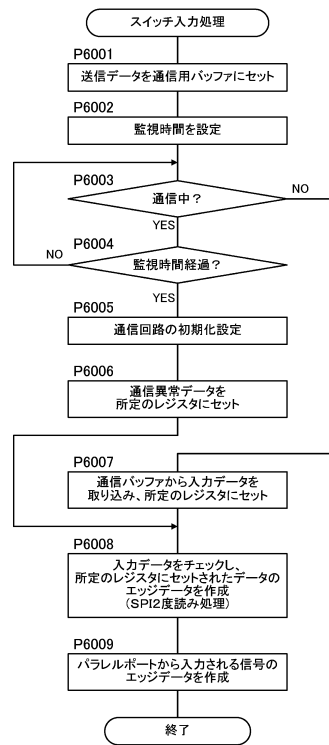 スイッチ入力処理
P6001
送信データを通信用バッファにセット
P6002
監視時間を設定
P6003
通信中？
NO
YES
P6004
NO
監視時間経過？
YES
P6005
通信回路の初期化設定
P6006
通信異常データを
所定のレジスタにセット
P6007
通信バッファから入力データを
取り込み、所定のレジスタにセット
P6008
入力データをチェックし、
所定のレジスタにセットされたデータの
エッジデータを作成
（SPI2度読み処理）
P6009
パラレルポートから入力される信号の
エッジデータを作成
終了